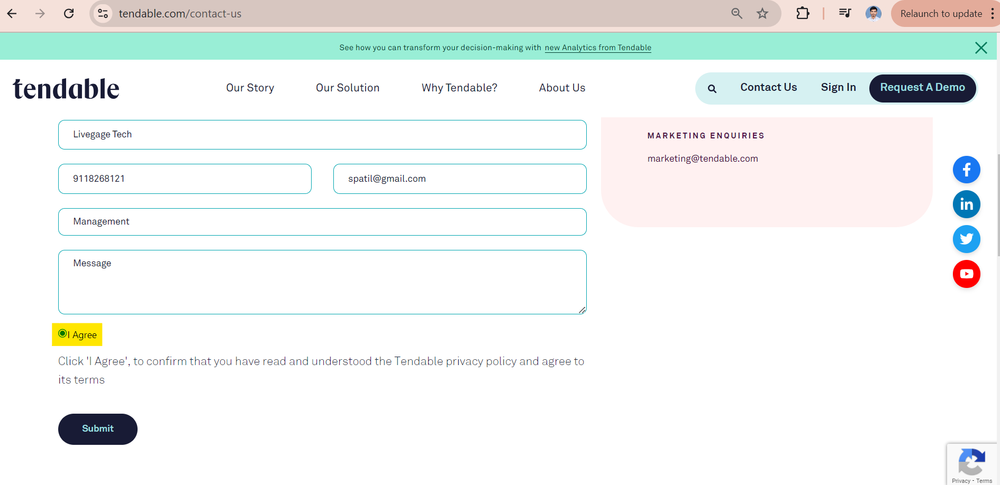 tendable.com/contact-us
Relaunch to update
See how you can transform your decision-making with new Analytics from Tendable
tendable
Our Story
Our Solution
Why Tendable?
About Us
Contact Us
Sign In
Request A Demo
Livegage Tech
9118268121
spatil@gmail.com
Management
Message
I Agree
Click 'I Agree', to confirm that you have read and understood the Tendable privacy policy and agree to
its terms
Submit
MARKETING ENQUIRIES
marketing@tendable.com
f
in
Privacy - Terms